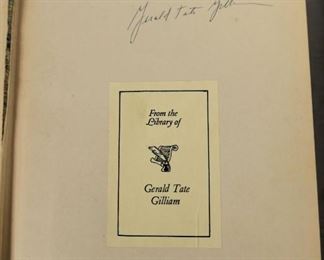 Gerald Tate Gilliam
From the
Library of
Gerald Tate
Gilliam